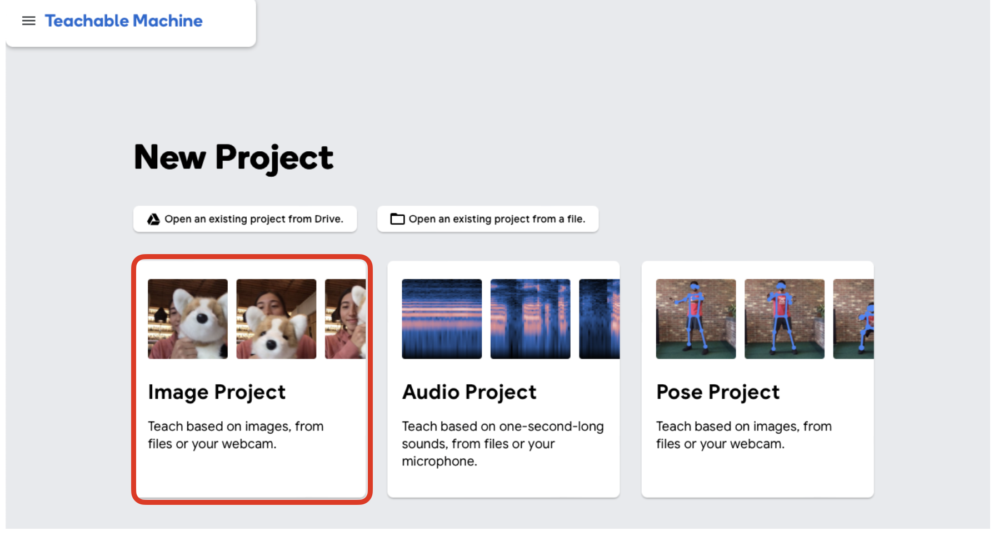 Teachable Machine
New Project
Open an existing project from Drive.
Open an existing project from a file.
Image Project
Teach based on images, from
files or your webcam.
Audio Project
Teach based on one-second-long
sounds, from files or your
microphone.
Pose Project
Teach based on images, from
files or your webcam.